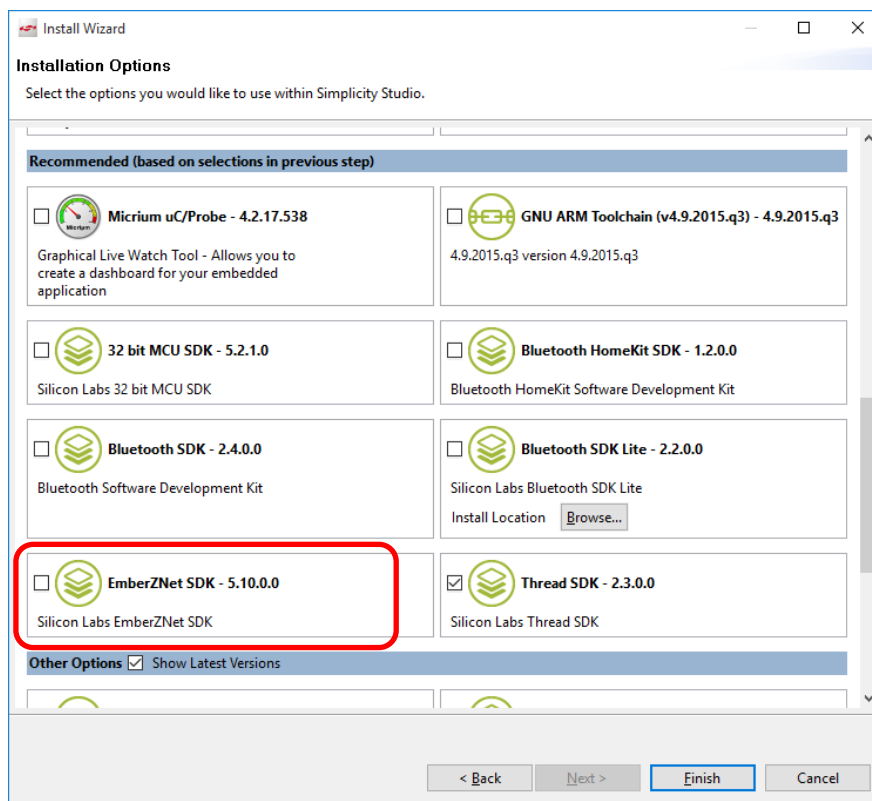 Install Wizard
Installation Options
Select the options you would like to use within Simplicity Studio.
Recommended (based on selections in previous step)
Micrium
Micrium uC/Probe - 4.2.17.538
Graphical Live Watch Tool - Allows you to
create a dashboard for your embedded
application
GNU ARM Toolchain (v4.9.2015.q3) - 4.9.2015.q3
4.9.2015.q3 version 4.9.2015.q3
32 bit MCU SDK - 5.2.1.0
Silicon Labs 32 bit MCU SDK
Bluetooth HomeKit SDK - 1.2.0.0
Bluetooth HomeKit Software Development Kit
Bluetooth SDK - 2.4.0.0
Bluetooth Software Development Kit
Bluetooth SDK Lite - 2.2.0.0
Silicon Labs Bluetooth SDK Lite
Install Location Browse...
EmberZNet SDK - 5.10.0.0
Silicon Labs EmberZNet SDK
Thread SDK - 2.3.0.0
Silicon Labs Thread SDK
Other Options Show Latest Versions
< Back Next > Finish Cancel